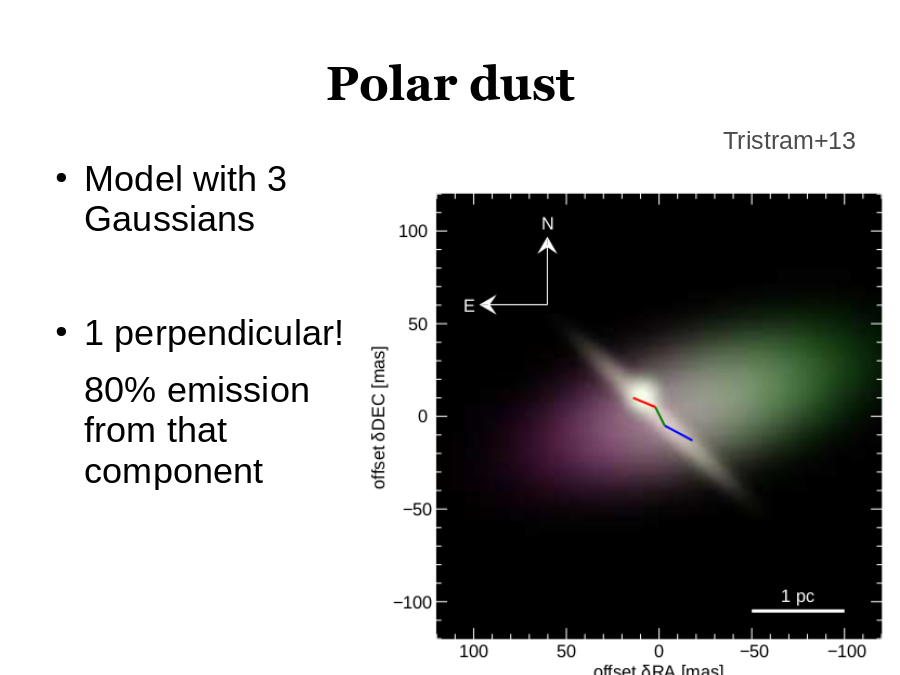 Polar dust
Tristram+13
• Model with 3
Gaussians
• 1 perpendicular!
80% emission
from that
component
N
E
1 pc
100
50
0
−50
−100
offset δDEC [mas]
100
50
0
−50
−100
offset δRA [mas]